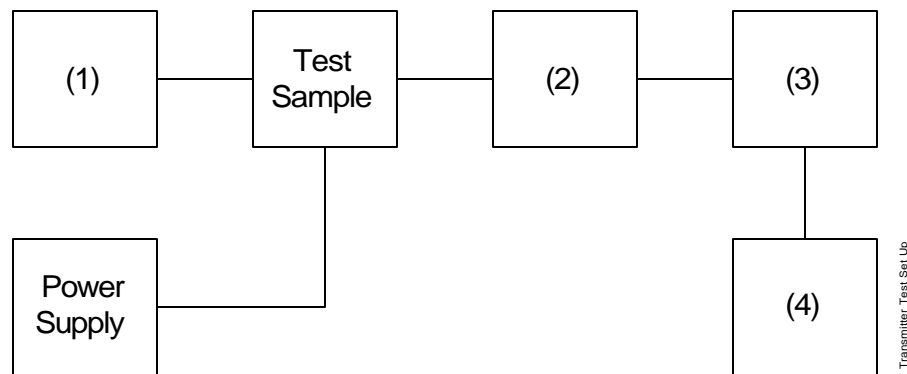 (1)
Test
Sample
(2)
(3)
Power
Supply
(4)
Transmitter Test Set Up